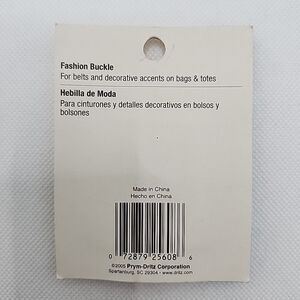 Fashion Buckle
For belts and decorative accents on bags & totes
Hebilla de Moda
Para cinturones y detalles decorativos en bolsos y
bolsones
Made in China
Hecho en China
0 72879 25608 6
©2005 Prym-Dritz Corporation
Spartanburg, SC 29304 • www.dritz.com